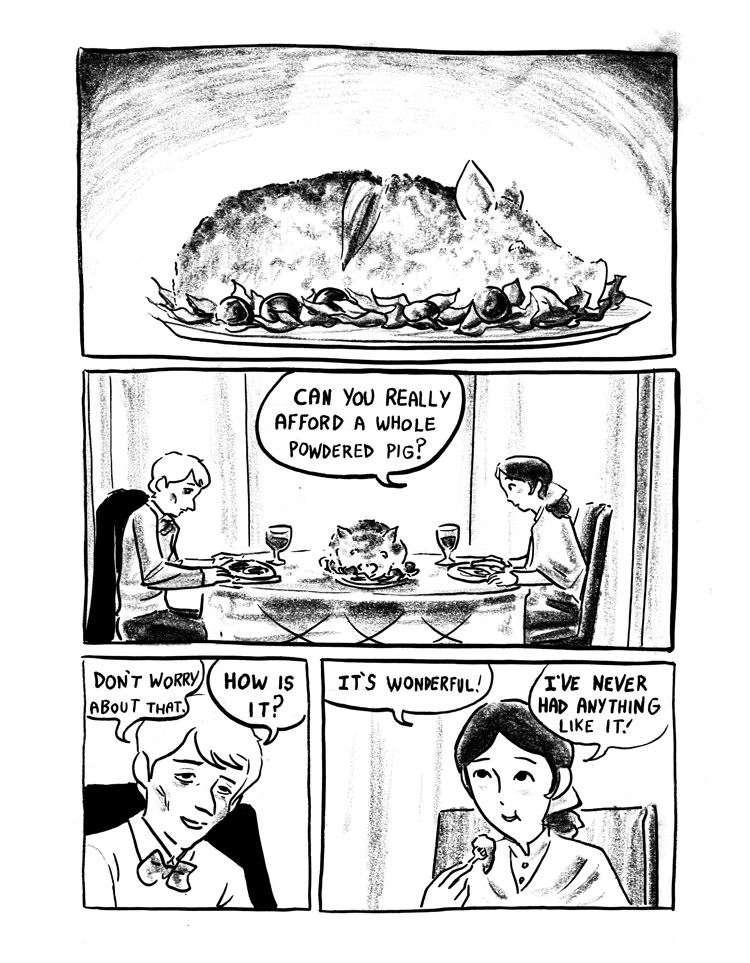 CAN YOU REALLY
AFFORD A WHOLE
POWDERED PIG?
DON'T WORRY
ABOUT THAT.
HOW IS
IT?
IT'S WONDERFUL!
I'VE NEVER
HAD ANYTHING
LIKE IT!